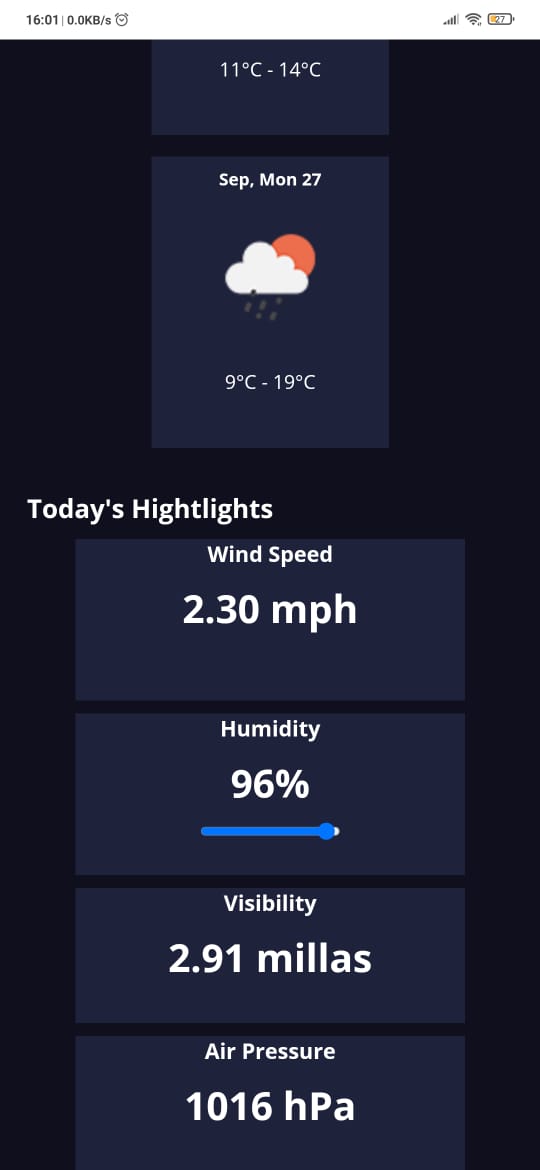 16:01 | 0.0KB/s
27
11°C - 14°C
Sep, Mon 27
9°C - 19°C
Today's Hightlights
Wind Speed
2.30 mph
Humidity
96%
Visibility
2.91 millas
Air Pressure
1016 hPa